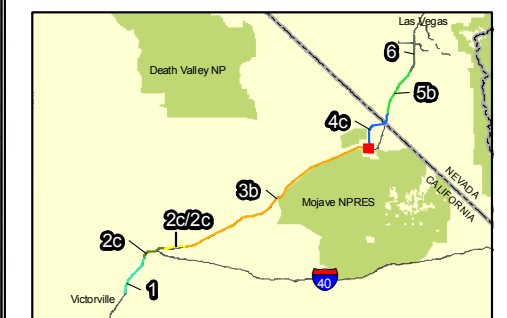 Las Vegas
6
Death Valley NP
5b
4c
NEVADA
CALIFORNIA
3b
Mojave NPRES
2c/2c
2c
40
1
Victorville